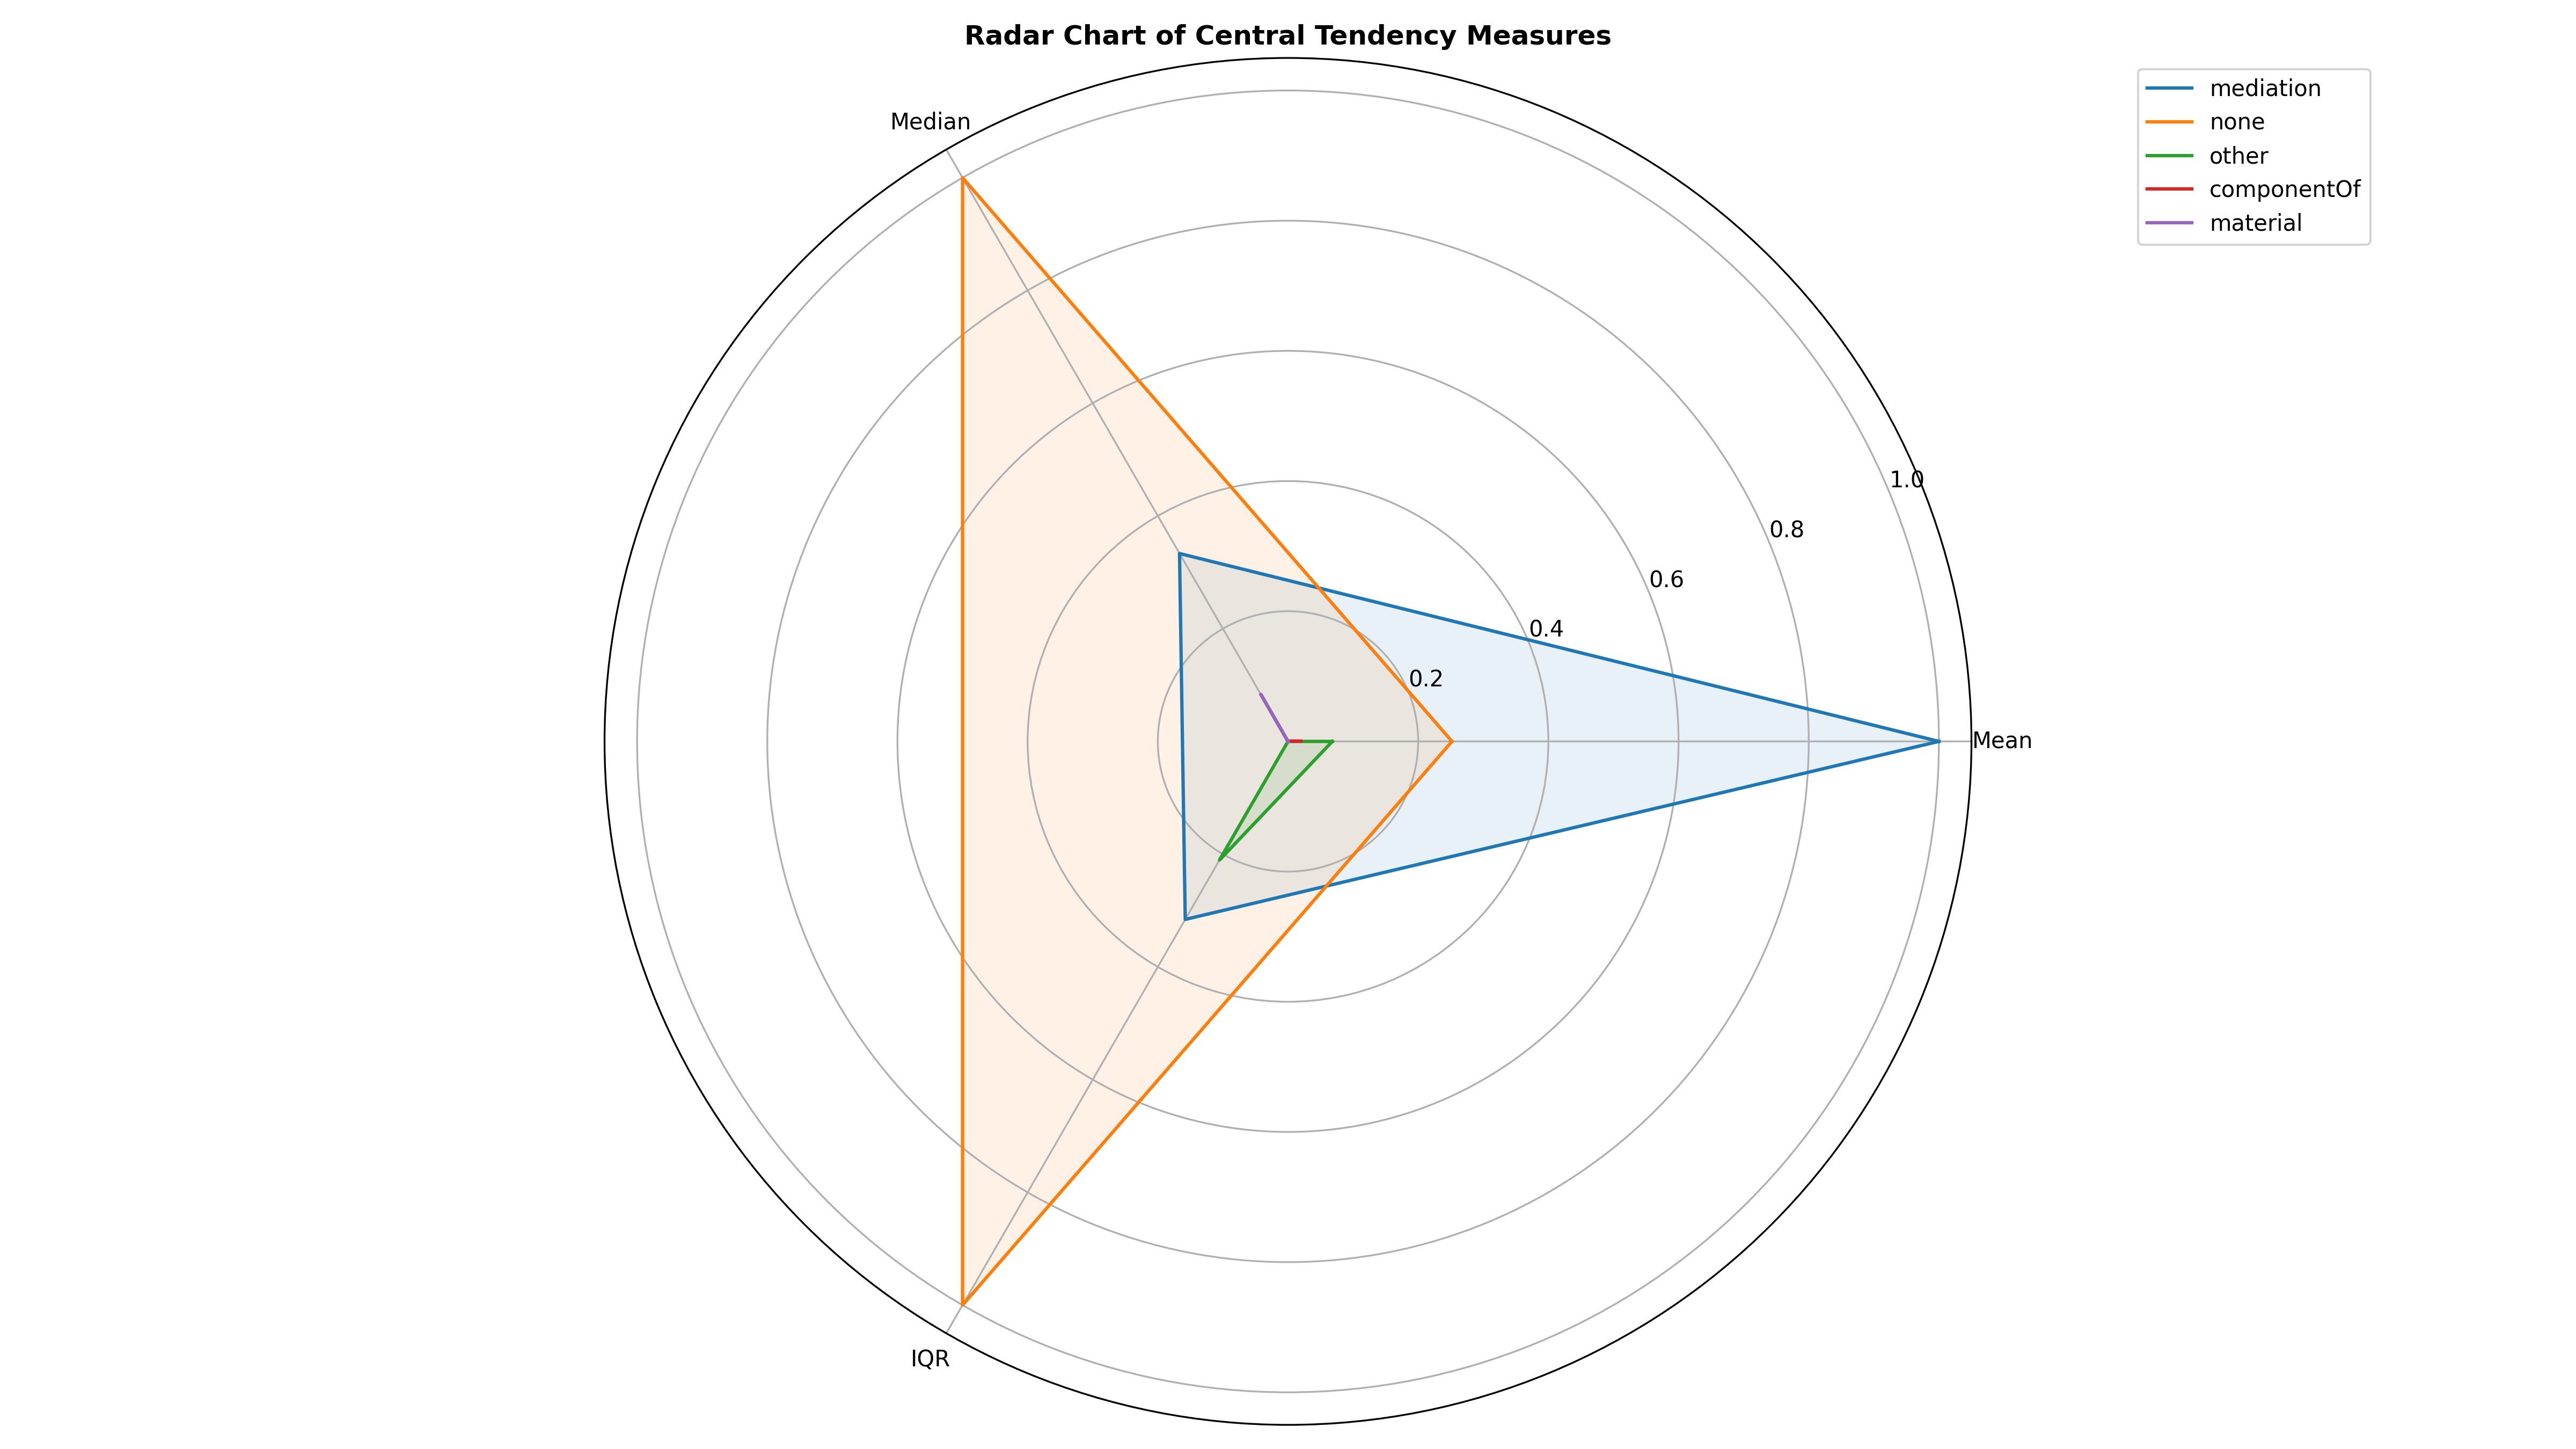 Radar Chart of Central Tendency Measures
mediation
none
other
componentOf
material
Median
1.0
0.8
0.6
0.4
0.2
Mean
IQR